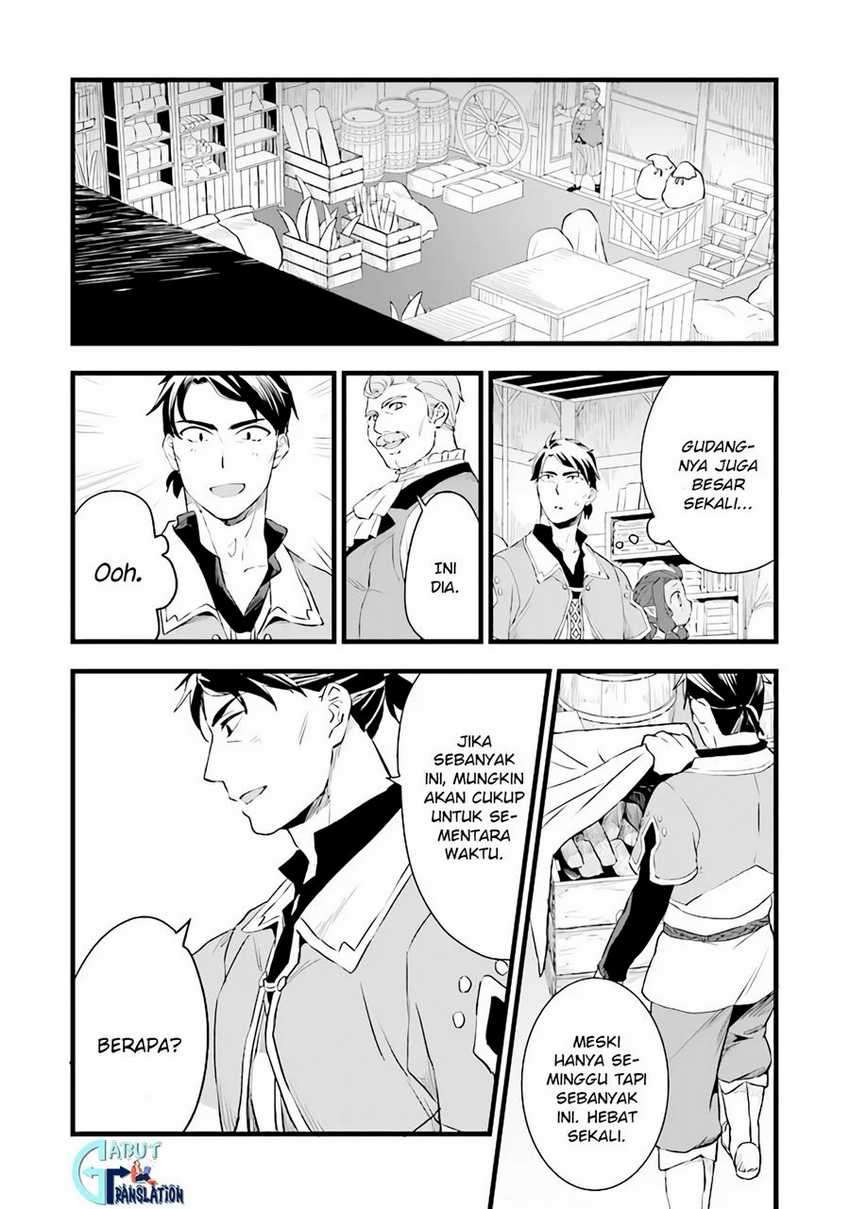 GUDANG-
NYA JUGA
BESAR
SEKALI...
INI
DIA.
Ooh.
MESKI
HANYA SE-
MINGGU TAPI
SEBANYAK
INI. HEBAT
SEKALI.
JIKA
SEBANYAK
INI, MUNGKIN
AKAN CUKUP
UNTUK SE-
MENTARA
WAKTU.
BERAPA?
GABUT
TRANSLATION